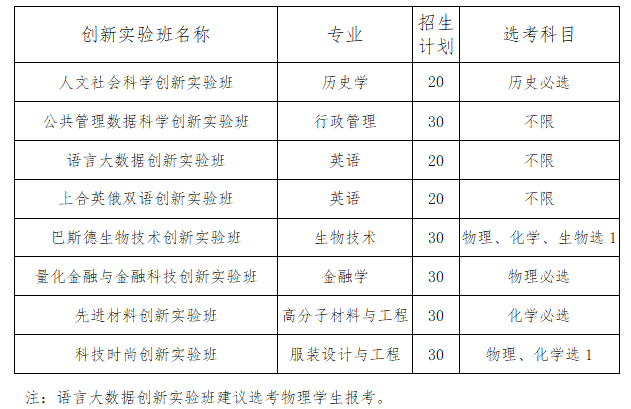 创新实验班名称 专业 招生计划 选考科目
人文社会科学创新实验班 历史学 20 历史必选
公共管理数据科学创新实验班 行政管理 30 不限
语言大数据创新实验班 英语 20 不限
上合英俄双语创新实验班 英语 20 不限
巴斯德生物技术创新实验班 生物技术 30 物理、化学、生物选1
量化金融与金融科技创新实验班 金融学 30 物理必选
先进材料创新实验班 高分子材料与工程 30 化学必选
科技时尚创新实验班 服装设计与工程 30 物理、化学选1
注：语言大数据创新实验班建议选考物理学生报考。